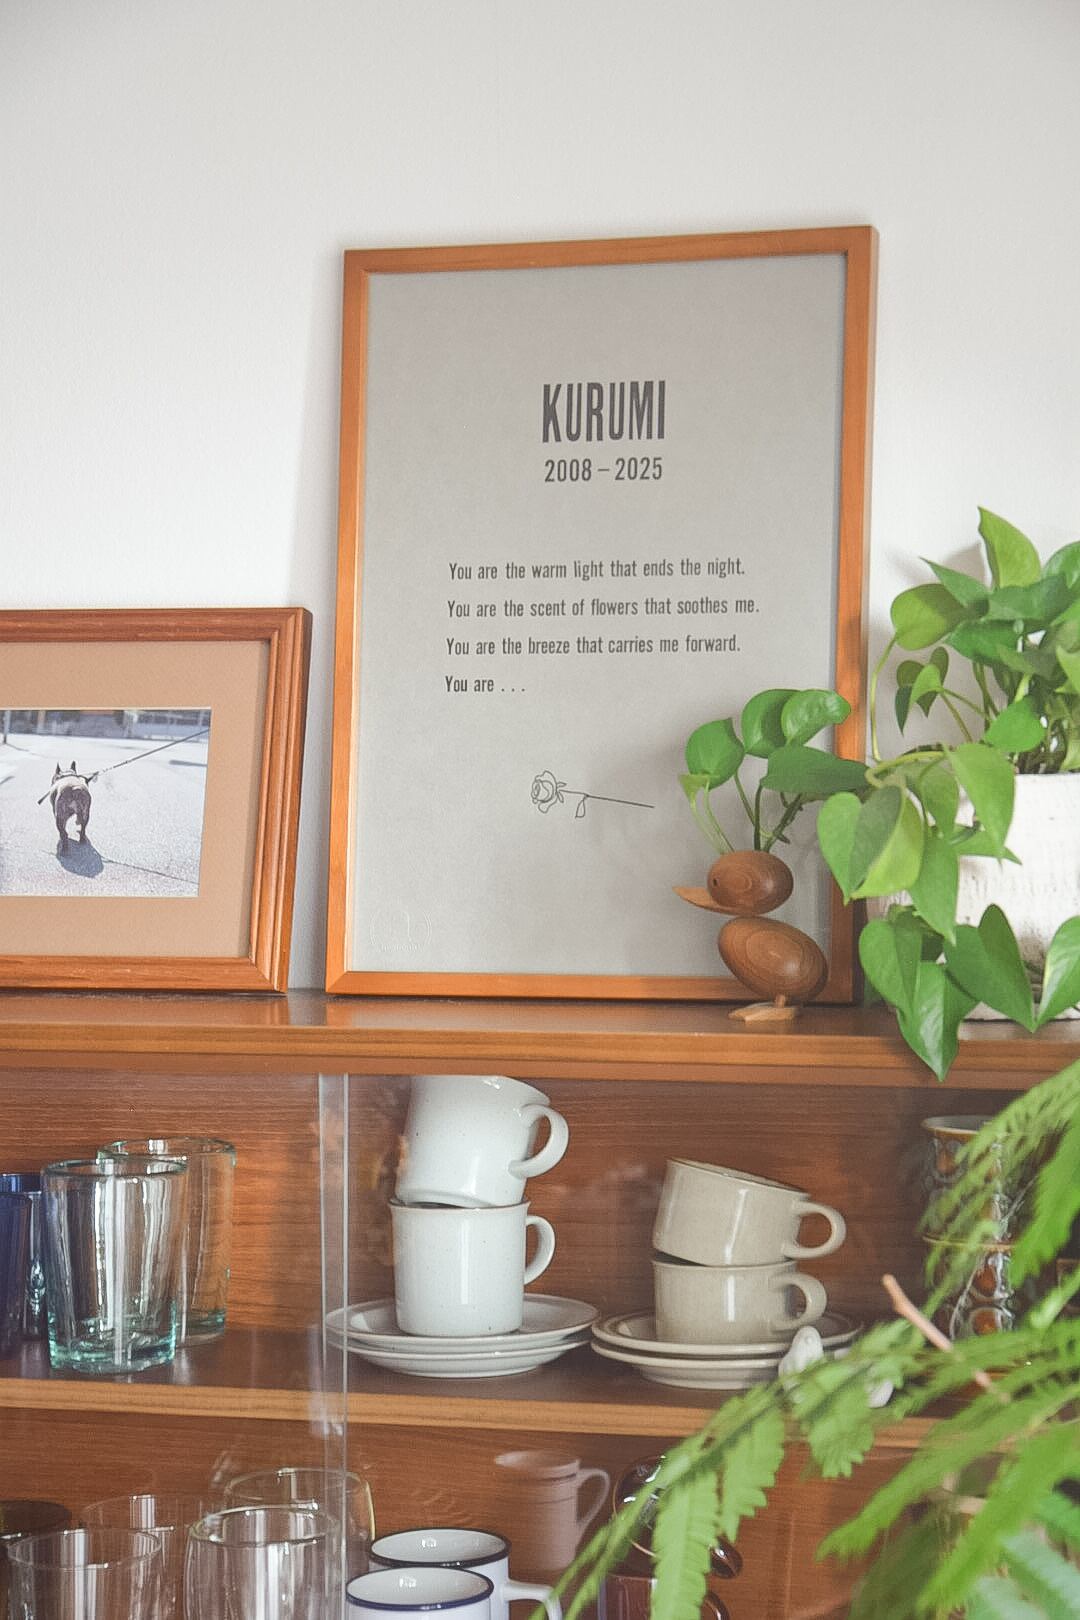 KURUMI
2008 – 2025
You are the warm light that ends the night.
You are the scent of flowers that soothes me.
You are the breeze that carries me forward.
You are . . .